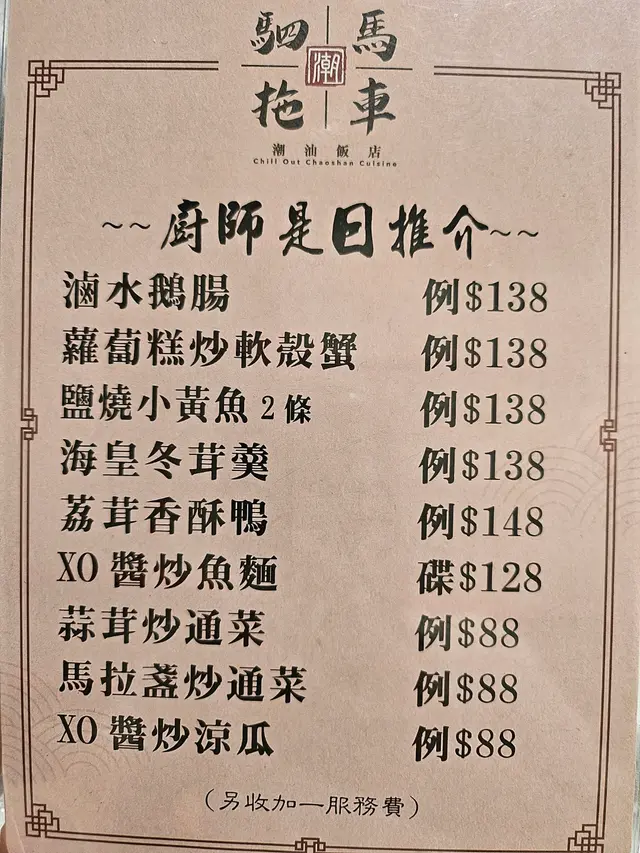 駟馬
潮
拖車
潮汕飯店
Chill Out Chaoshan Cuisine
~~廚師是日推介~~
滷水鵝腸 例$138
蘿蔔糕炒軟殼蟹 例$138
鹽燒小黃魚2條 例$138
海皇冬茸羹 例$138
荔茸香酥鴨 例$148
XO醬炒魚麵 碟$128
蒜茸炒通菜 例$88
馬拉盞炒通菜 例$88
XO醬炒涼瓜 例$88
（另收加一服務費）